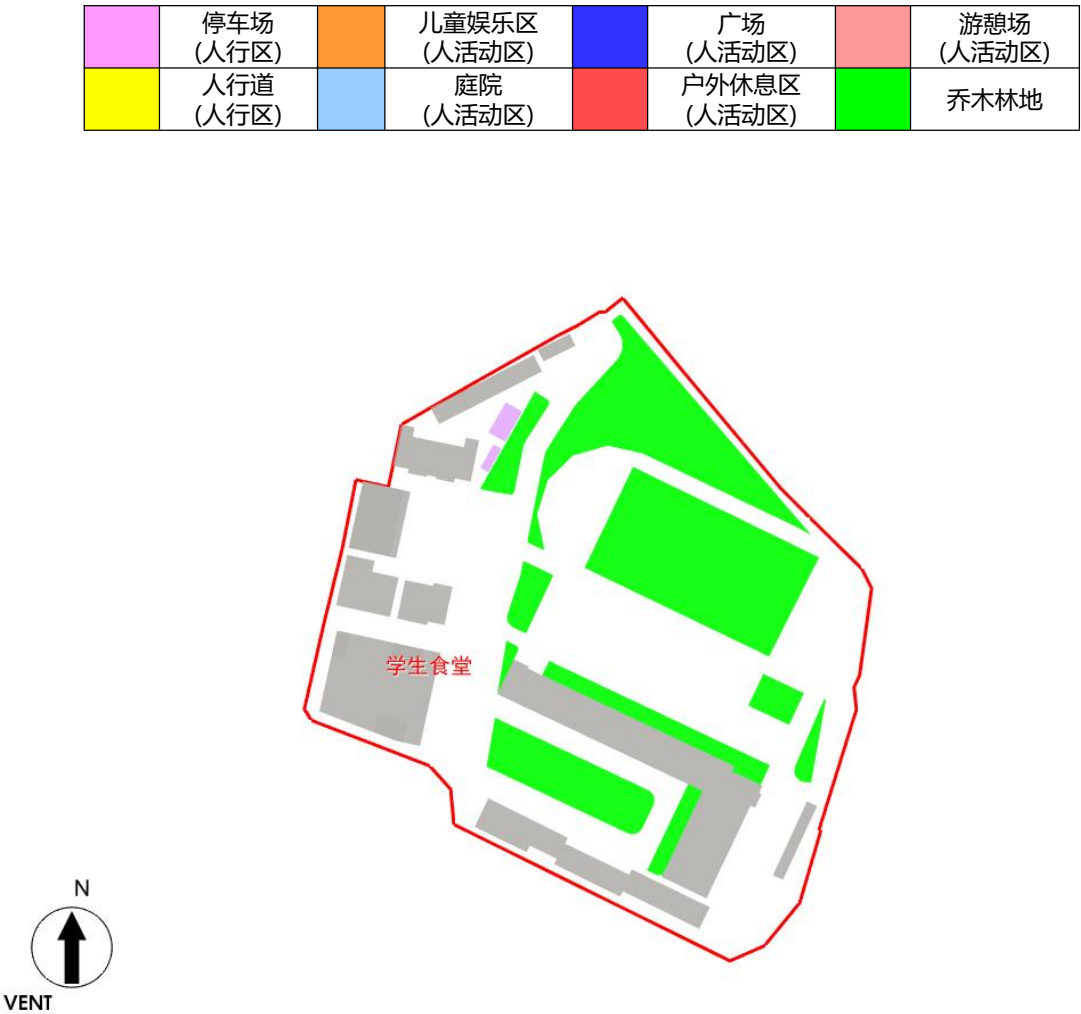 停车场
(人行区)
儿童娱乐区
(人活动区)
广场
(人活动区)
游憩场
(人活动区)
人行道
(人行区)
庭院
(人活动区)
户外休息区
(人活动区)
乔木林地
学生食堂
N
VENT